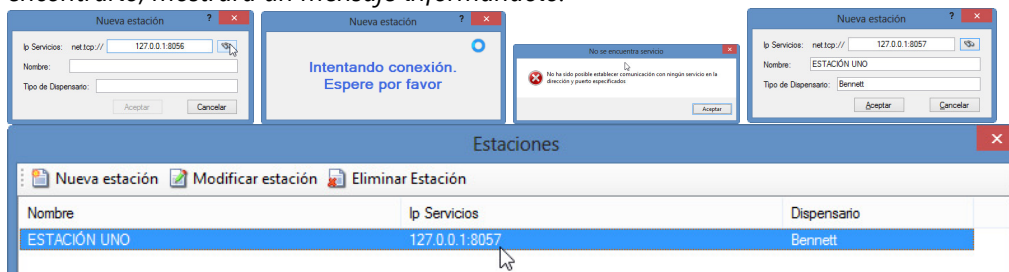 encontrarlo, mostrará un mensaje informándolo.
Nueva estación ? ×
Ip Servicios: net.tcp:// 127.0.0.1:8056
Nombre:
Tipo de Dispensario:
Aceptar Cancelar
Nueva estación ? ×
Intentando conexión.
Espere por favor
No se encuentra servicio
No ha sido posible establecer comunicación con ningún servicio en la
dirección y puerto especificados.
Aceptar
Nueva estación ? ×
Ip Servicios: net.tcp:// 127.0.0.1:8057
Nombre: ESTACIÓN UNO
Tipo de Dispensario: Bennett
Aceptar Cancelar
Estaciones ×
Nueva estación Modificar estación Eliminar Estación
Nombre Ip Servicios Dispensario
ESTACIÓN UNO 127.0.0.1:8057 Bennett